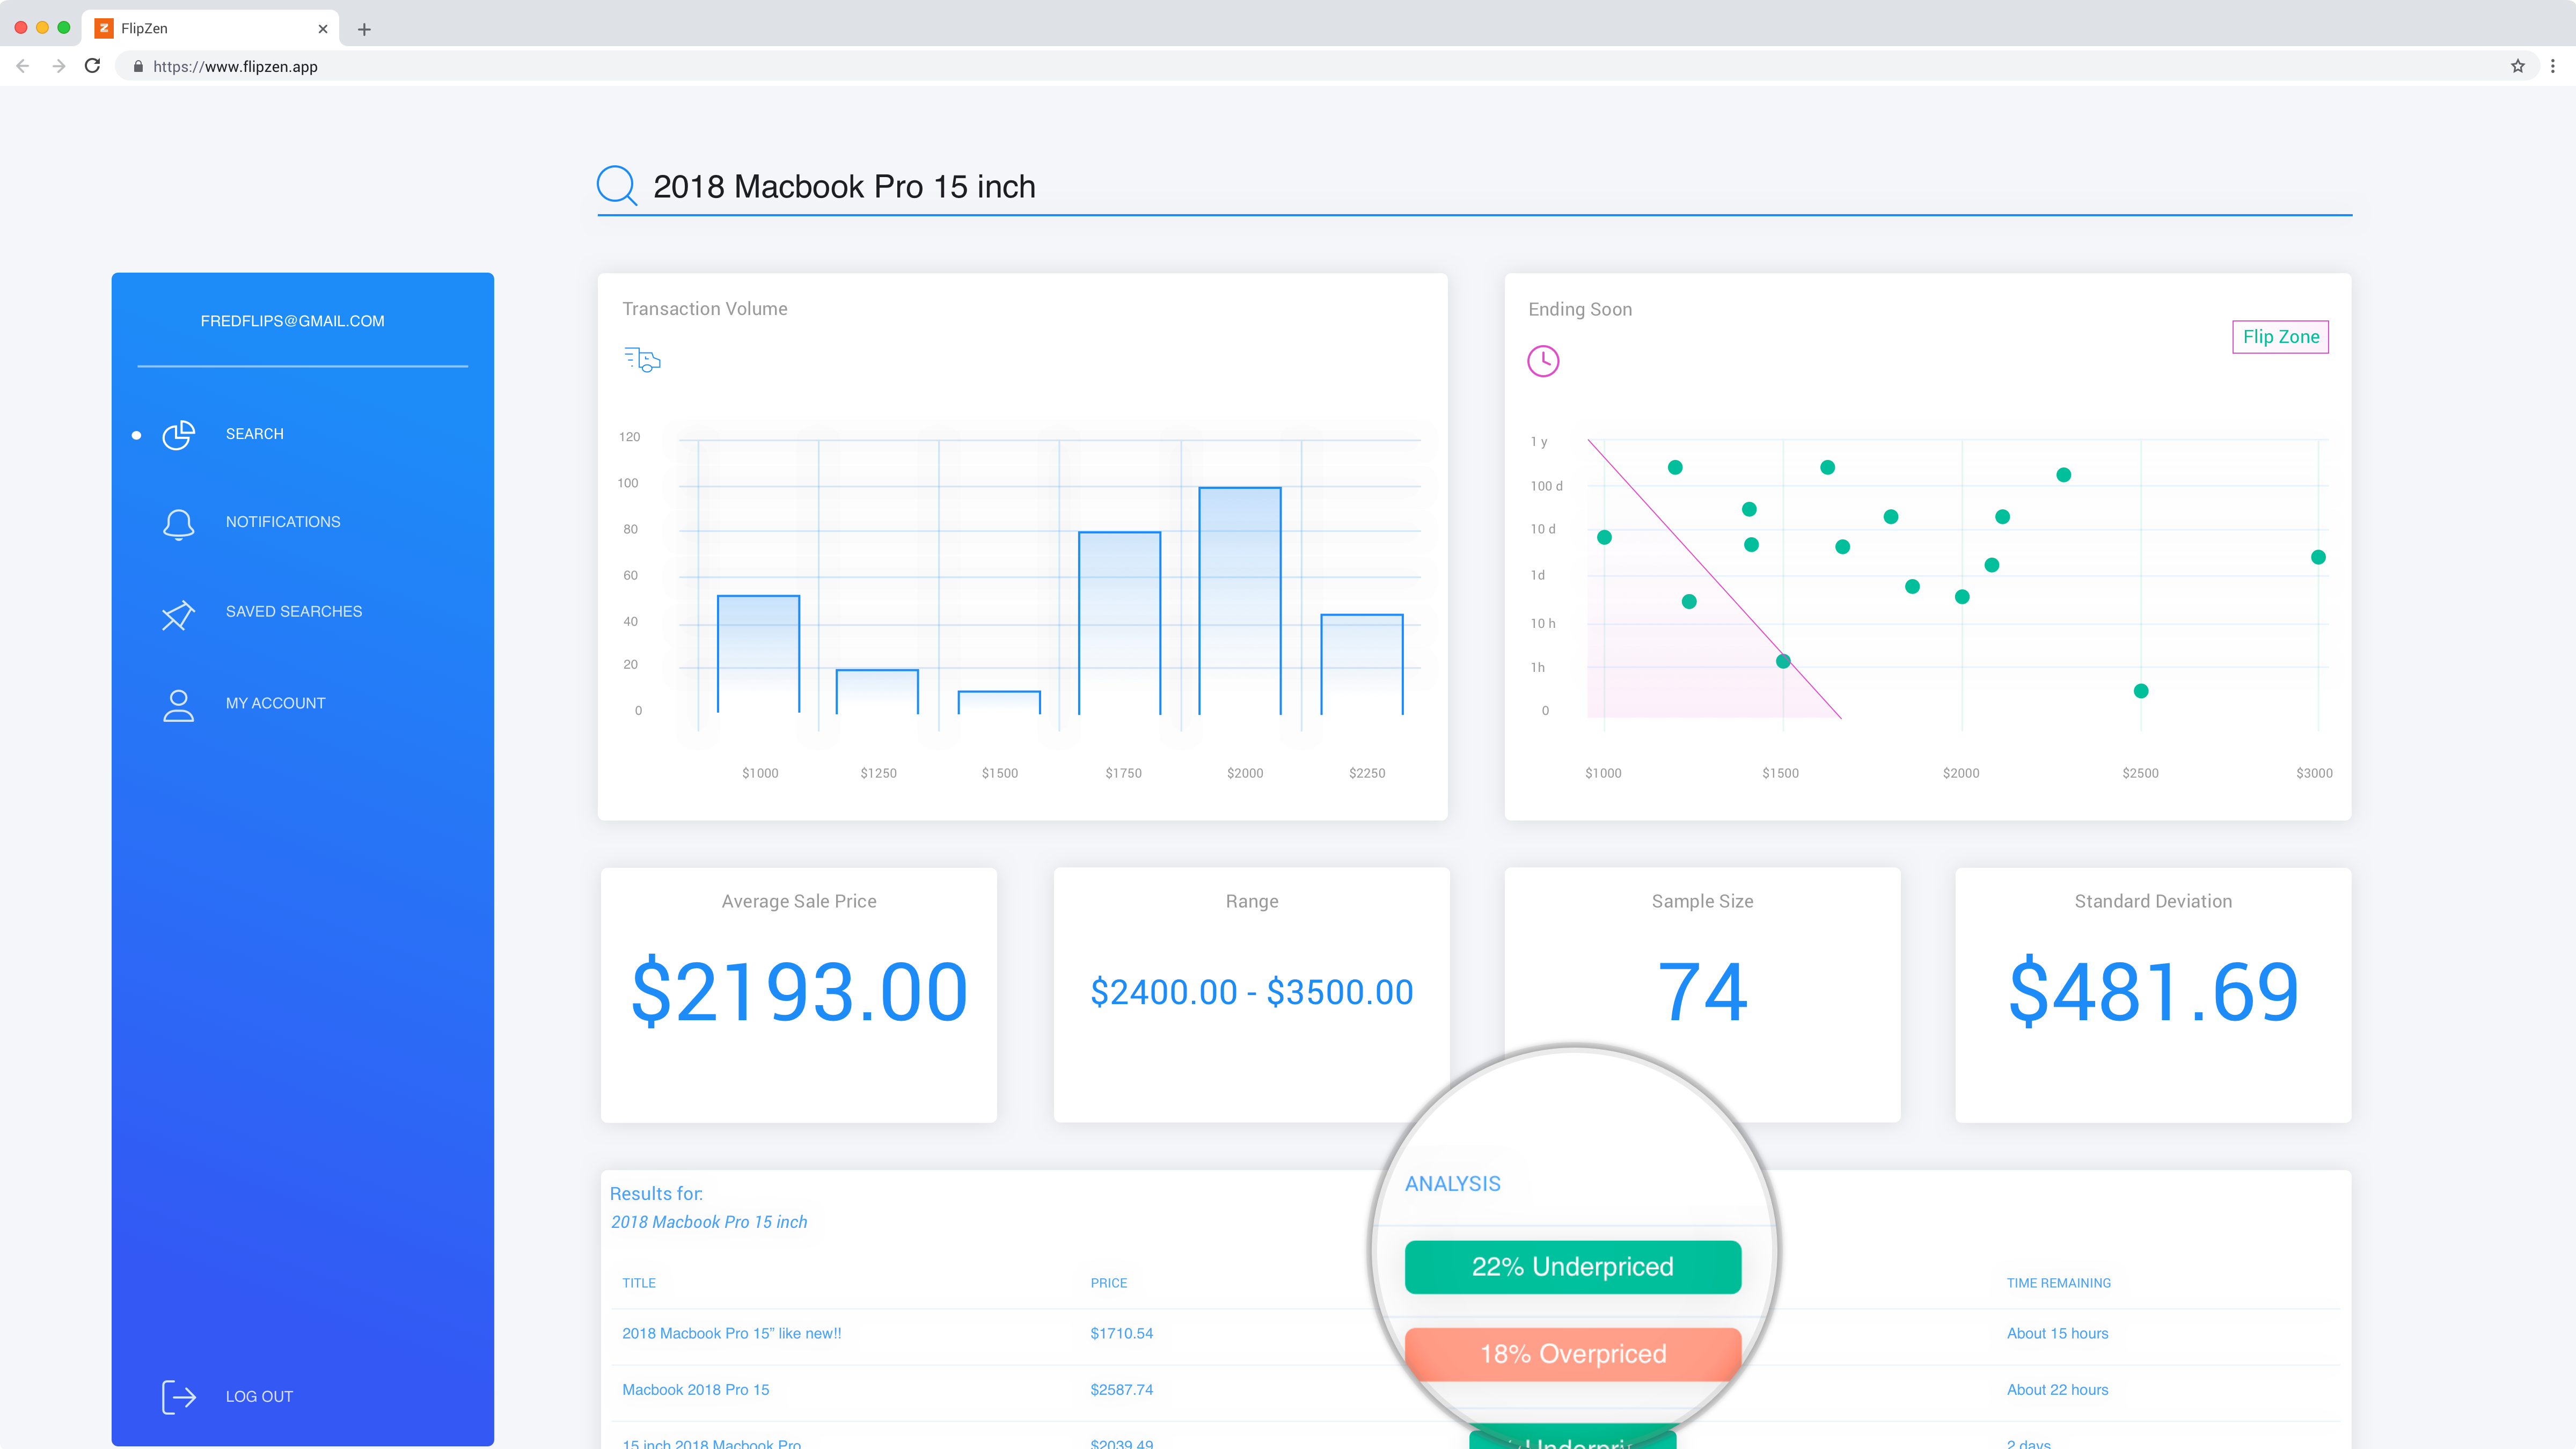 FlipZen
https://www.flipzen.app
2018 Macbook Pro 15 inch
FREDFLIPS@GMAIL.COM
SEARCH
NOTIFICATIONS
SAVED SEARCHES
MY ACCOUNT
LOG OUT
Transaction Volume
120
100
80
60
40
20
0
$1000 $1250 $1500 $1750 $2000 $2250
Ending Soon
Flip Zone
1 y
100 d
10 d
1d
10 h
1h
0
$1000 $1500 $2000 $2500 $3000
Average Sale Price
$2193.00
Range
$2400.00 - $3500.00
Sample Size
74
Standard Deviation
$481.69
Results for:
2018 Macbook Pro 15 inch
TITLE PRICE ANALYSIS TIME REMAINING
2018 Macbook Pro 15” like new!! $1710.54 22% Underpriced About 15 hours
Macbook 2018 Pro 15 $2587.74 18% Overpriced About 22 hours
15 inch 2018 Macbook Pro $2039.49 2 days